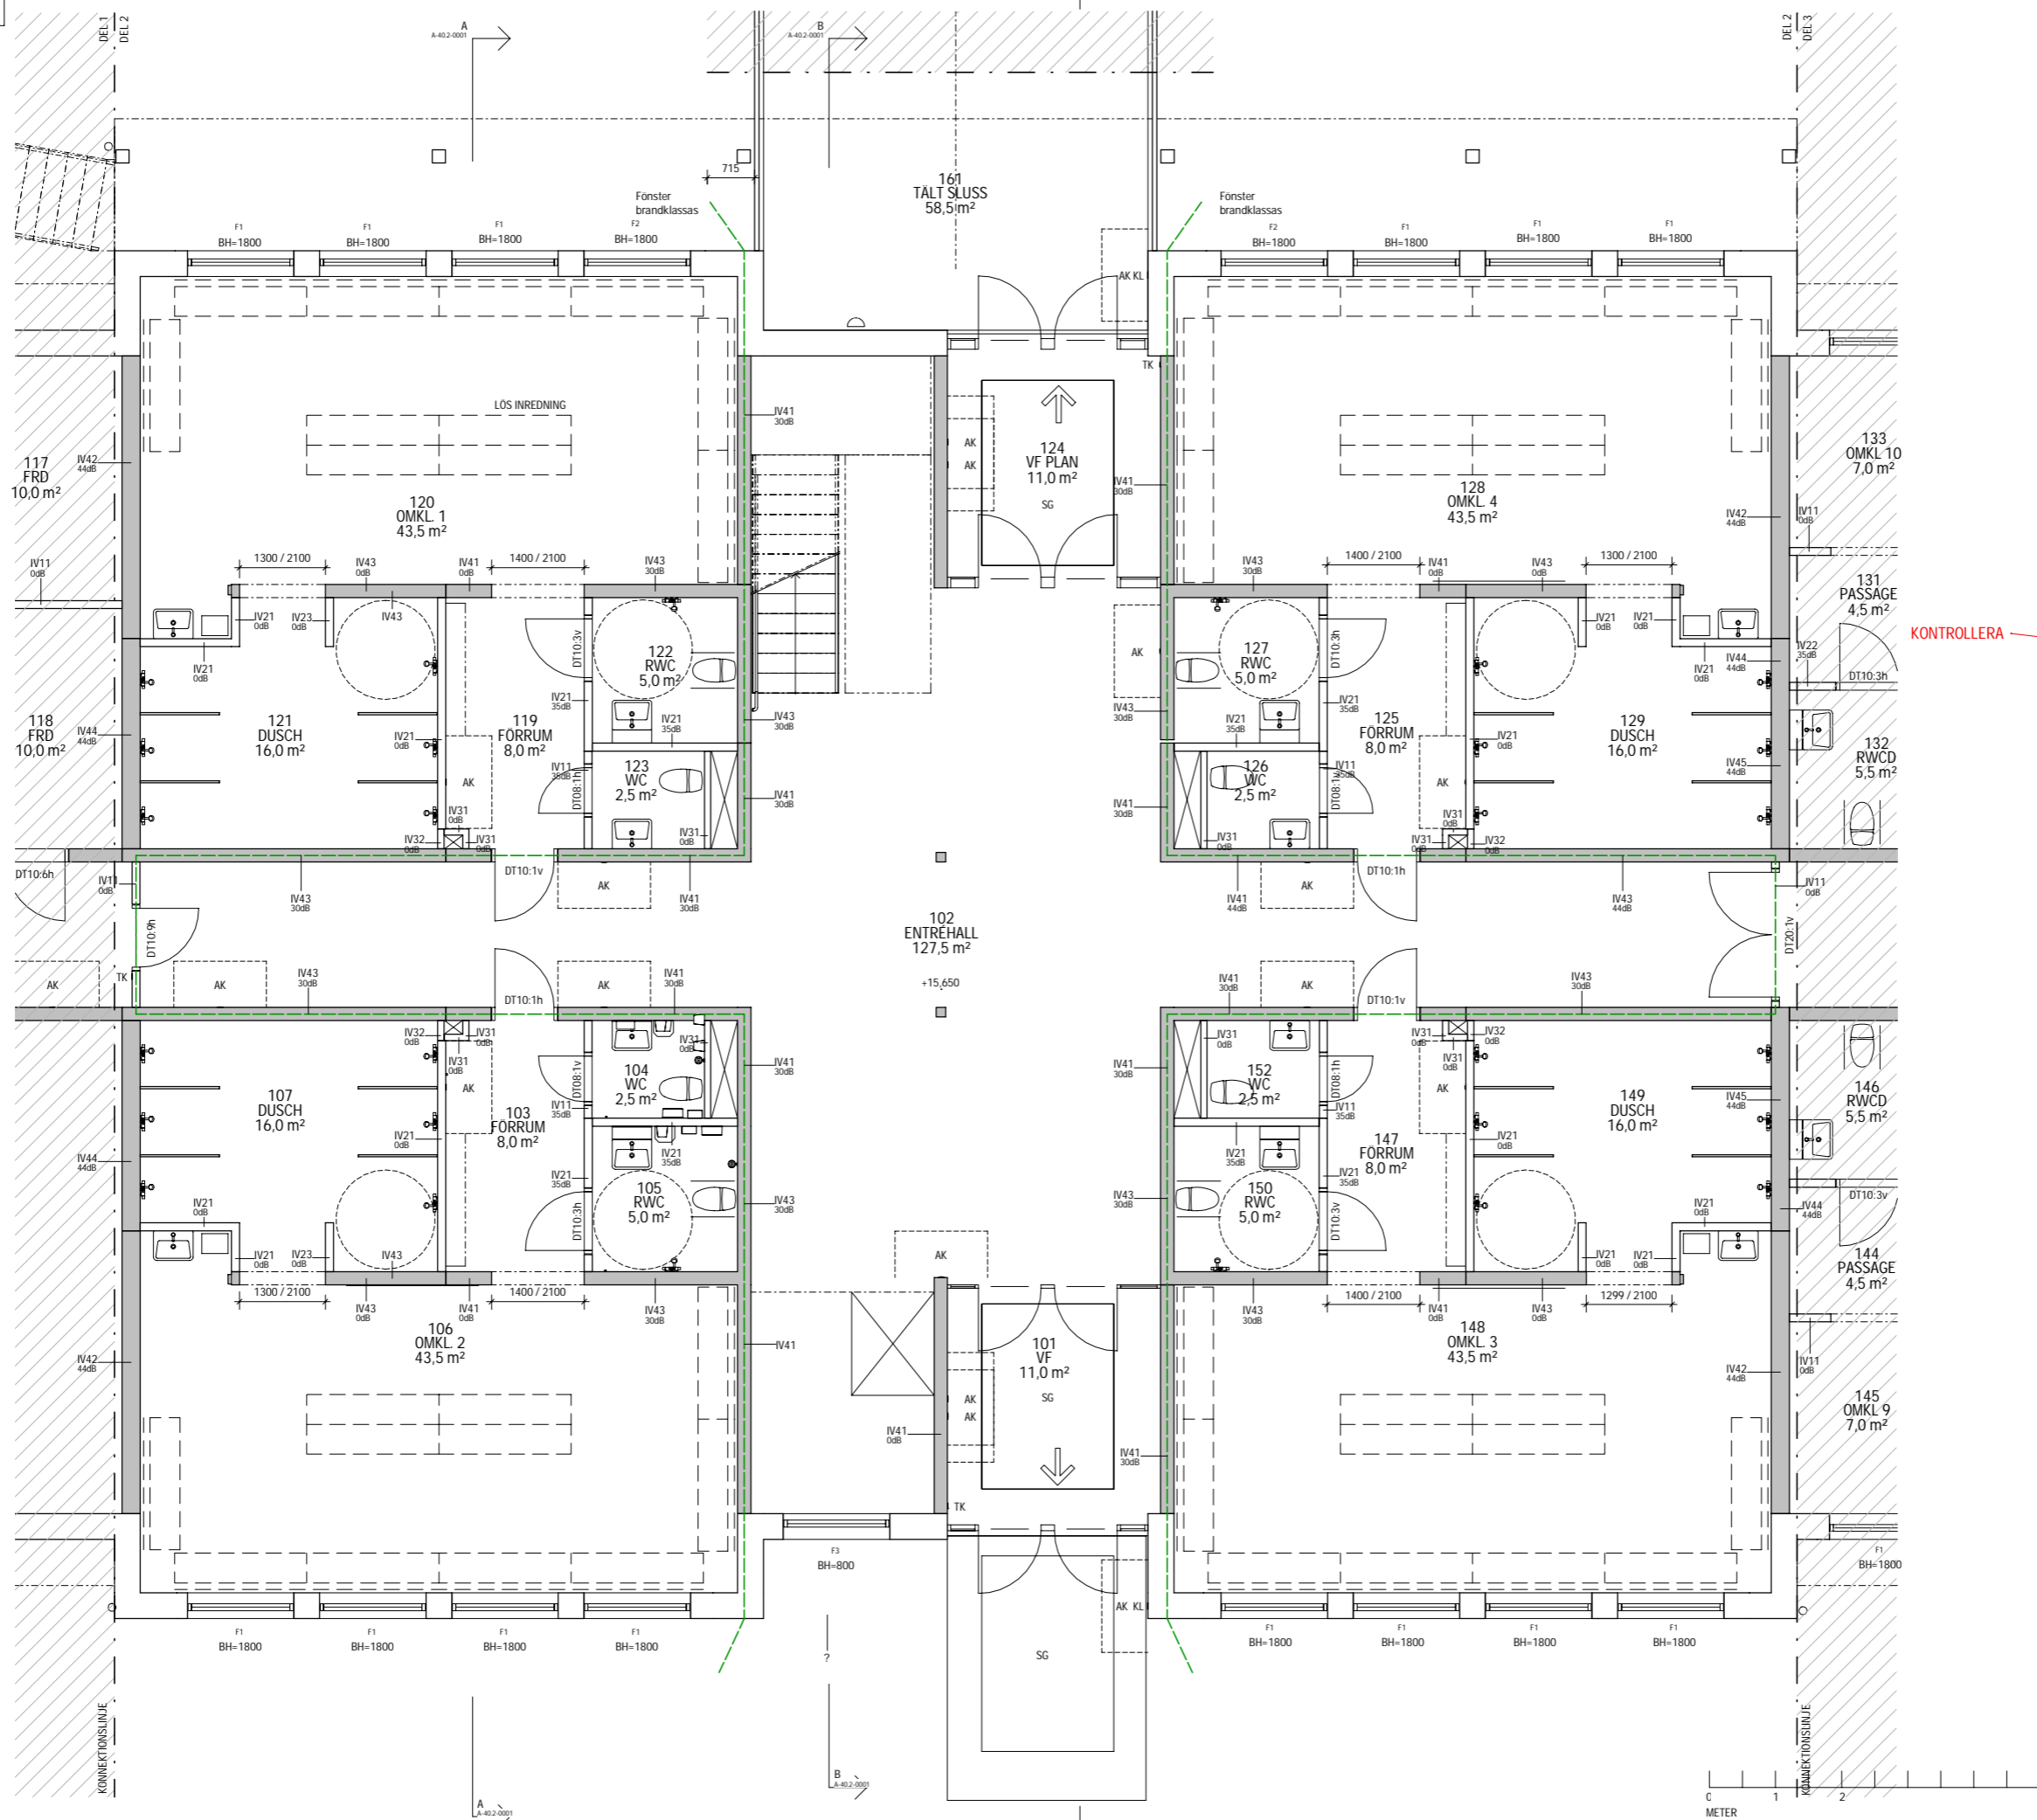 DEL 1
DEL 2
A
A-40.2-0001
B
A-40.2-0001
DEL 2
DEL 3
715
161
TÄLT SLUSS
58,5 m²
Fönster
brandklassas
Fönster
brandklassas
F1
BH=1800
F1
BH=1800
F1
BH=1800
F2
BH=1800
F2
BH=1800
F1
BH=1800
F1
BH=1800
F1
BH=1800
AK KL
TK
LÖS INREDNING
IV41
30dB
AK
AK
124
VF PLAN
11,0 m²
SG
IV41
30dB
117
FRD
10,0 m²
IV42
44dB
120
OMKL. 1
43,5 m²
128
OMKL. 4
43,5 m²
IV42
44dB
IV11
0dB
133
OMKL 10
7,0 m²
IV11
0dB
1300 / 2100
IV43
0dB
IV41
0dB
1400 / 2100
IV43
30dB
IV43
30dB
1400 / 2100
IV41
0dB
IV43
0dB
1300 / 2100
131
PASSAGE
4,5 m²
KONTROLLERA
IV21
0dB
IV23
0dB
IV43
IV21
0dB
DT10:3v
122
RWC
5,0 m²
AK
127
RWC
5,0 m²
DT10:3h
IV21
0dB
IV21
0dB
IV21
0dB
IV44
44dB
IV22
35dB
DT10:3h
118
FRD
10,0 m²
IV44
44dB
121
DUSCH
16,0 m²
IV21
0dB
119
FÖRRUM
8,0 m²
IV21
35dB
IV21
35dB
IV43
30dB
IV43
30dB
IV21
35dB
IV21
35dB
125
FÖRRUM
8,0 m²
IV21
0dB
129
DUSCH
16,0 m²
IV45
44dB
132
RWCD
5,5 m²
AK
IV11
35dB
DT08:1h
123
WC
2,5 m²
IV41
30dB
IV41
30dB
126
WC
2,5 m²
IV11
35dB
DT08:1v
AK
IV31
0dB
IV32
0dB
IV31
0dB
IV31
0dB
IV31
0dB
IV31
0dB
IV31
0dB
IV32
0dB
DT10:6h
IV11
0dB
DT10:9h
IV43
30dB
DT10:1v
AK
IV41
30dB
IV41
44dB
AK
DT10:1h
IV43
44dB
IV11
0dB
DT20:1v
102
ENTRÉHALL
127,5 m²
+15,650
AK
TK
AK
IV43
30dB
DT10:1h
AK
IV41
30dB
IV41
30dB
AK
DT10:1v
IV43
30dB
IV32
0dB
IV31
0dB
IV31
0dB
IV31
0dB
IV31
0dB
IV31
0dB
IV31
0dB
IV32
0dB
107
DUSCH
16,0 m²
AK
103
FÖRRUM
8,0 m²
DT08:1v
IV11
35dB
104
WC
2,5 m²
IV41
30dB
IV41
30dB
152
WC
2,5 m²
DT08:1h
IV11
35dB
AK
147
FÖRRUM
8,0 m²
149
DUSCH
16,0 m²
IV45
44dB
146
RWCD
5,5 m²
IV44
44dB
IV21
0dB
IV21
35dB
IV21
35dB
IV21
35dB
IV21
35dB
IV21
0dB
DT10:3v
IV21
0dB
DT10:3h
105
RWC
5,0 m²
IV43
30dB
IV43
30dB
150
RWC
5,0 m²
DT10:3v
IV21
0dB
IV44
44dB
IV21
0dB
IV23
0dB
IV43
AK
IV21
0dB
IV21
0dB
144
PASSAGE
4,5 m²
1300 / 2100
IV43
0dB
IV41
0dB
1400 / 2100
IV43
30dB
IV43
30dB
1400 / 2100
IV41
0dB
IV43
0dB
1299 / 2100
IV42
44dB
106
OMKL. 2
43,5 m²
IV41
101
VF
11,0 m²
SG
148
OMKL. 3
43,5 m²
IV42
44dB
IV11
0dB
AK
AK
IV41
0dB
IV41
30dB
145
OMKL 9
7,0 m²
TK
F3
BH=800
F1
BH=1800
AK KL
SG
F1
BH=1800
F1
BH=1800
F1
BH=1800
F1
BH=1800
?
F1
BH=1800
F1
BH=1800
F1
BH=1800
F1
BH=1800
KONNEKTIONSLINJE
KONNEKTIONSLINJE
A
A-40.2-0001
B
A-40.2-0001
0
1
2
METER